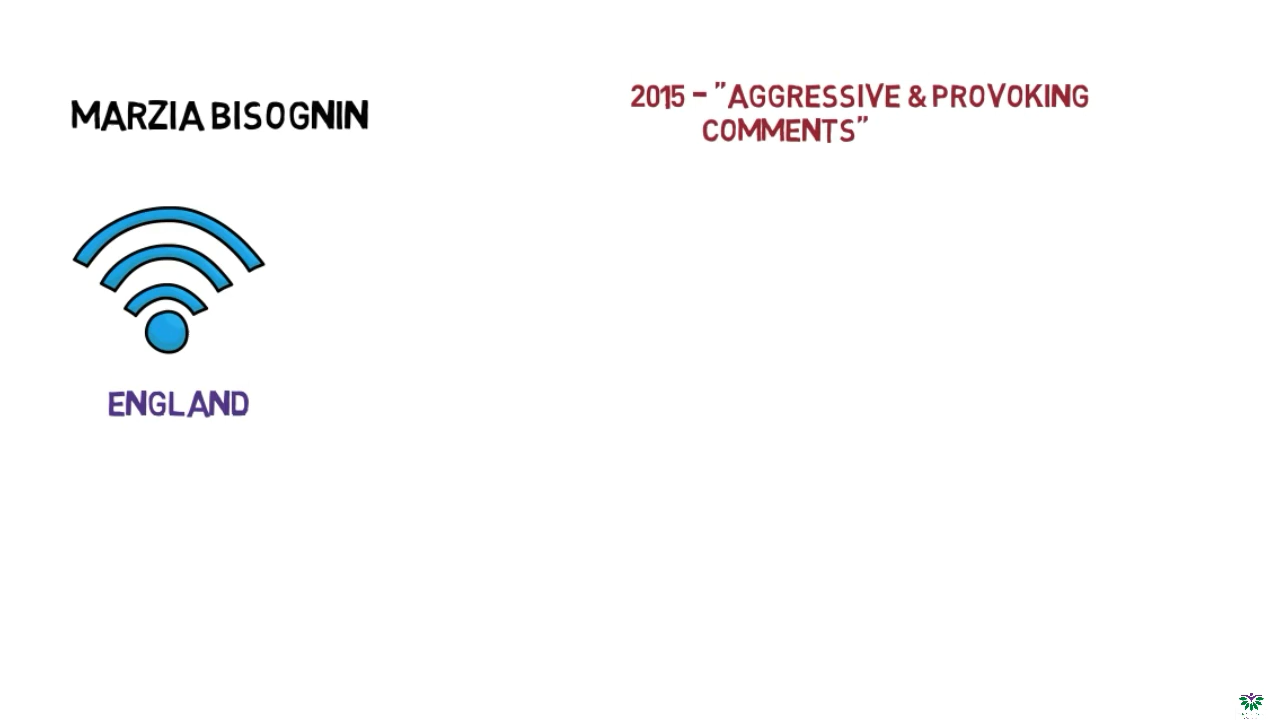 MARZIA BISOGNIN
2015 - "AGGRESSIVE & PROVOKING
COMMENTS"
ENGLAND